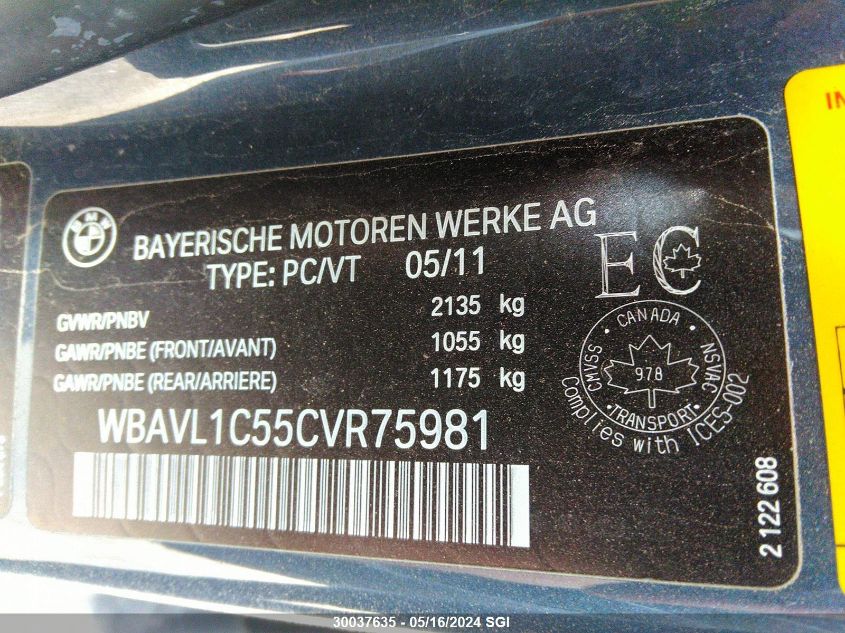 BMW
BAYERISCHE MOTOREN WERKE AG
TYPE: PC/VT 05/11
GVWR/PNBV 2135 kg
GAWR/PNBE (FRONT/AVANT) 1055 kg
GAWR/PNBE (REAR/ARRIERE) 1175 kg
WBAVL1C55CVR75981
EC
CANADA
CMVSS 978 NSVAC
TRANSPORT
Complies with ICES-002
2 122 608
IN
30037635 - 05/16/2024 SGI